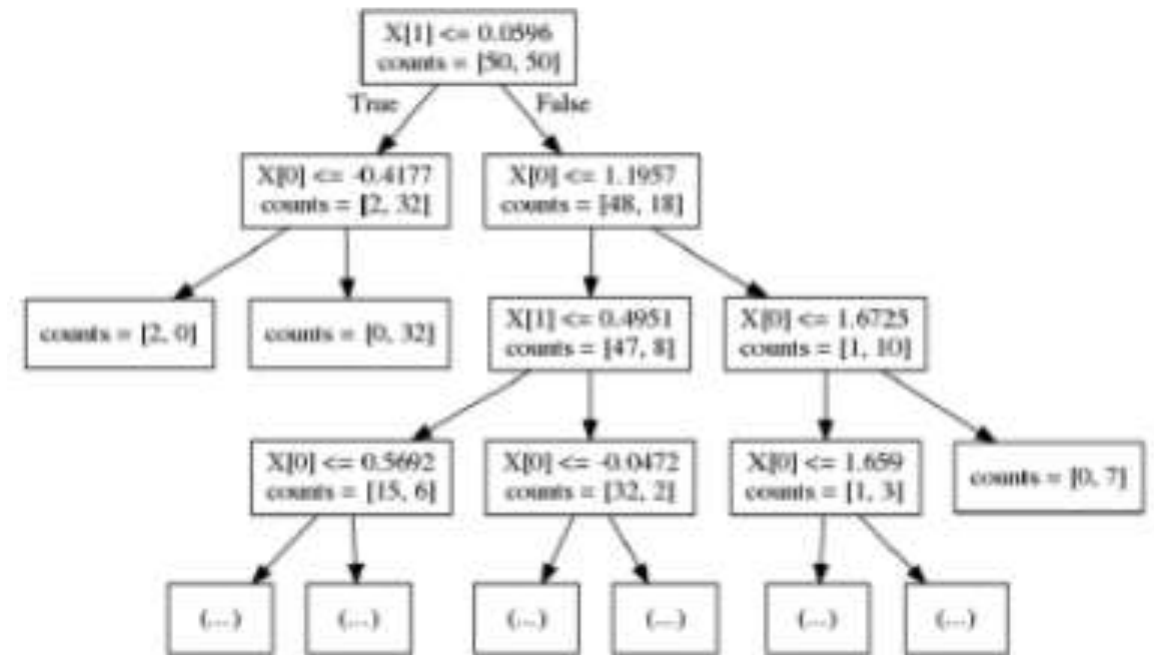 X[1] <= 0.0596
counts = [50, 50]
True
False
X[0] <= -0.4177
counts = [2, 32]
X[0] <= 1.1957
counts = [48, 18]
counts = [2, 0]
counts = [0, 32]
X[1] <= 0.4951
counts = [47, 8]
X[0] <= 1.6725
counts = [1, 10]
X[0] <= 0.5692
counts = [15, 6]
X[0] <= -0.0472
counts = [32, 2]
X[0] <= 1.659
counts = [1, 3]
counts = [0, 7]
(...)
(...)
(...)
(...)
(...)
(...)